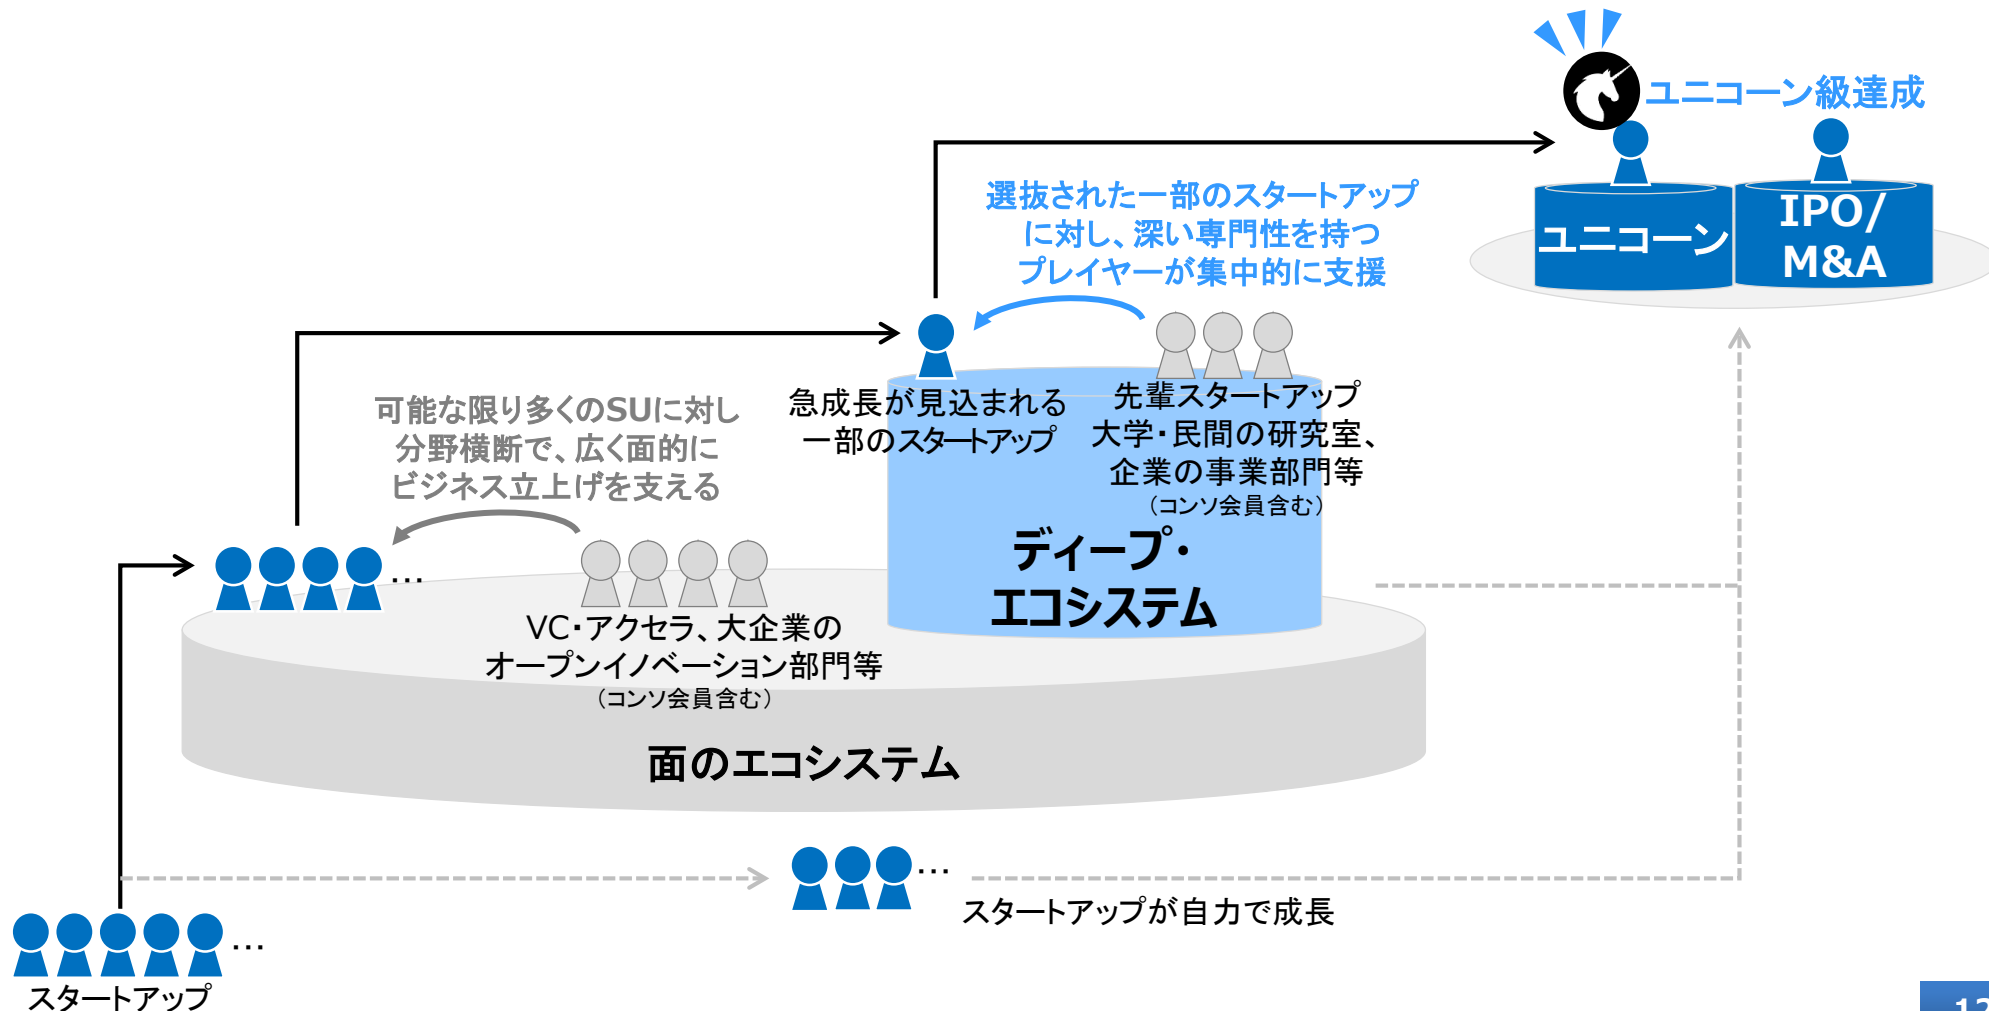 ユニコーン級達成
選抜された一部のスタートアップ
に対し、深い専門性を持つ
プレイヤーが集中的に支援
ユニコーン
IPO/
M&A
可能な限り多くのSUに対し
分野横断で、広く面的に
ビジネス立上げを支える
急成長が見込まれる
一部のスタートアップ
先輩スタートアップ
大学・民間の研究室、
企業の事業部門等
（コンソ会員含む）
ディープ・
エコシステム
…
VC・アクセラ、大企業の
オープンイノベーション部門等
（コンソ会員含む）
面のエコシステム
…
スタートアップが自力で成長
…
スタートアップ
12